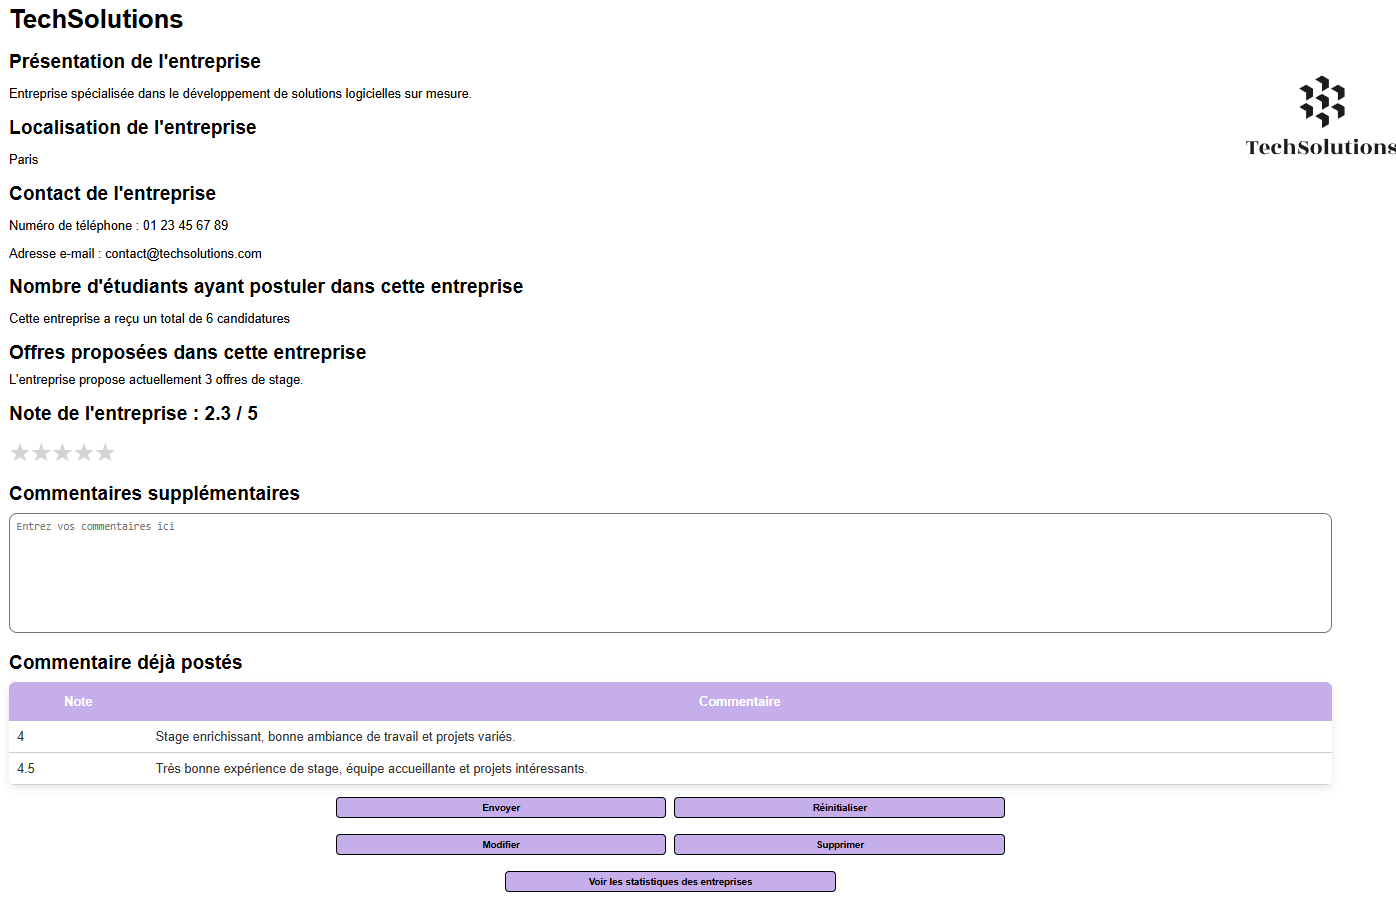 TechSolutions
Présentation de l'entreprise
Entreprise spécialisée dans le développement de solutions logicielles sur mesure.
TechSolutions
Localisation de l'entreprise
Paris
Contact de l'entreprise
Numéro de téléphone : 01 23 45 67 89
Adresse e-mail : contact@techsolutions.com
Nombre d'étudiants ayant postuler dans cette entreprise
Cette entreprise a reçu un total de 6 candidatures
Offres proposées dans cette entreprise
L'entreprise propose actuellement 3 offres de stage.
Note de l'entreprise : 2.3 / 5
★★★★★
Commentaires supplémentaires
Entrez vos commentaires ici
Commentaire déjà postés
Note Commentaire
4 Stage enrichissant, bonne ambiance de travail et projets variés.
4.5 Très bonne expérience de stage, équipe accueillante et projets intéressants.
Envoyer Réinitialiser
Modifier Supprimer
Voir les statistiques des entreprises